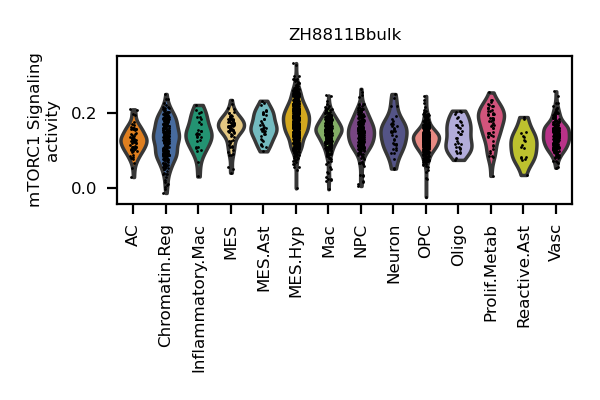 ZH8811Bbulk
mTORC1 Signaling
activity
0.2
0.0
AC
Chromatin.Reg
Inflammatory.Mac
MES
MES.Ast
MES.Hyp
Mac
NPC
Neuron
OPC
Oligo
Prolif.Metab
Reactive.Ast
Vasc